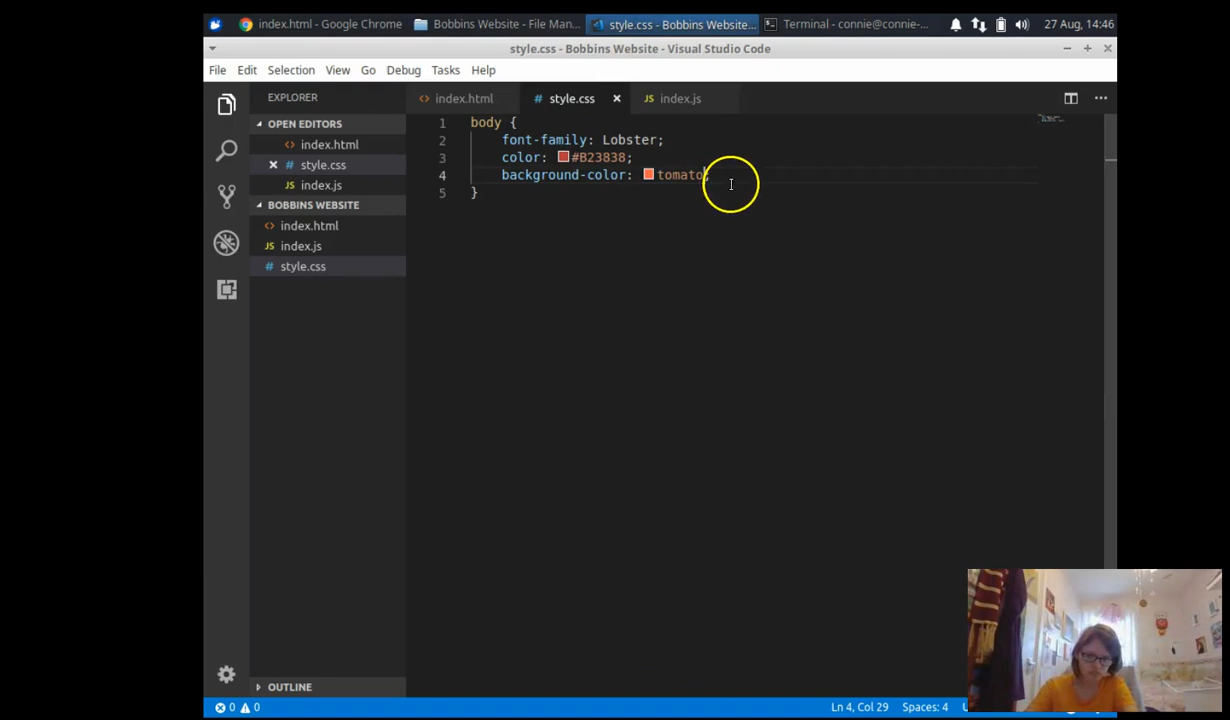 index.html - Google Chrome
Bobbins Website - File Man...
style.css - Bobbins Website...
Terminal - connie@connie-...
27 Aug, 14:46
style.css - Bobbins Website - Visual Studio Code
File Edit Selection View Go Debug Tasks Help
EXPLORER
index.html
style.css
JS index.js
OPEN EDITORS
index.html
# style.css
JS index.js
BOBBINS WEBSITE
index.html
JS index.js
# style.css
1 body {
2 font-family: Lobster;
3 color: #B23838;
4 background-color: tomato;
5 }
OUTLINE
0 0
Ln 4, Col 29
Spaces: 4